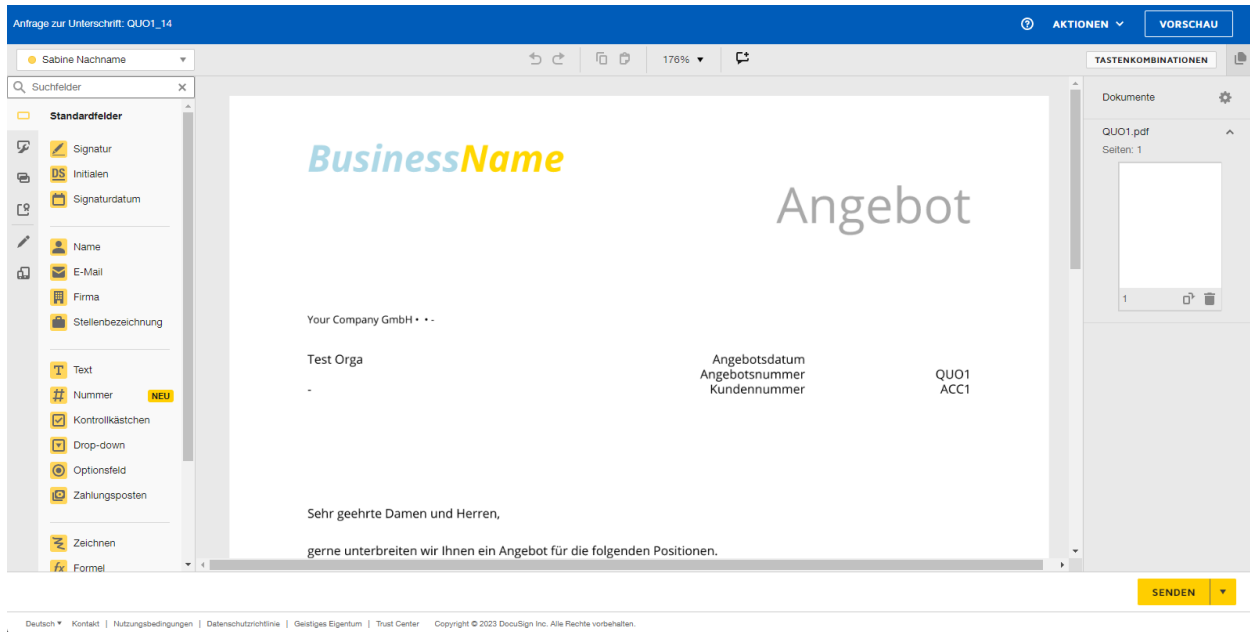 Anfrage zur Unterschrift: QUO1_14
AKTIONEN
VORSCHAU
Sabine Nachname
176%
TASTENKOMBINATIONEN
Suchfelder
Standardfelder
Signatur
DS Initialen
Signaturdatum
Name
E-Mail
Firma
Stellenbezeichnung
T Text
Nummer NEU
Kontrollkästchen
Drop-down
Optionsfeld
Zahlungsposten
Zeichnen
fx Formel
BusinessName
Angebot
Your Company GmbH • • -
Test Orga
-
Angebotsdatum
Angebotsnummer QUO1
Kundennummer ACC1
Sehr geehrte Damen und Herren,
gerne unterbreiten wir Ihnen ein Angebot für die folgenden Positionen.
Dokumente
QUO1.pdf
Seiten: 1
1
SENDEN
Deutsch Kontakt | Nutzungsbedingungen | Datenschutzrichtlinie | Geistiges Eigentum | Trust Center Copyright © 2023 DocuSign Inc. Alle Rechte vorbehalten.